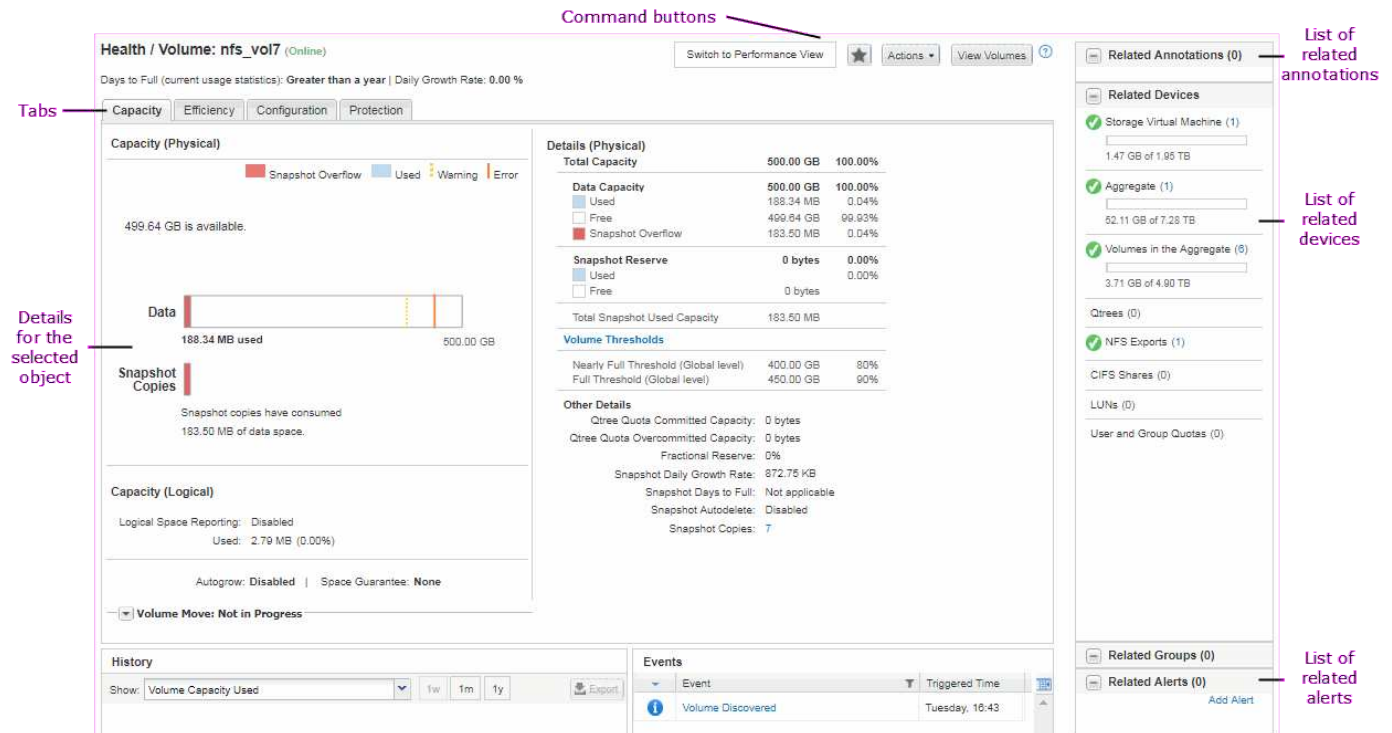 Command buttons
Health / Volume: nfs_vol7 (Online)
Switch to Performance View
Actions
View Volumes
?
Days to Full (current usage statistics): Greater than a year | Daily Growth Rate: 0.00 %
Tabs
Capacity Efficiency Configuration Protection
Capacity (Physical)
Snapshot Overflow Used Warning Error
499.64 GB is available.
Details
for the
selected
object
Data
188.34 MB used 500.00 GB
Snapshot
Copies
Snapshot copies have consumed
183.50 MB of data space.
Capacity (Logical)
Logical Space Reporting: Disabled
Used: 2.79 MB (0.00%)
Autogrow: Disabled | Space Guarantee: None
Volume Move: Not in Progress
Details (Physical)
Total Capacity 500.00 GB 100.00%
Data Capacity 500.00 GB 100.00%
Used 188.34 MB 0.04%
Free 499.64 GB 99.93%
Snapshot Overflow 183.50 MB 0.04%
Snapshot Reserve 0 bytes 0.00%
Used 0.00%
Free 0 bytes
Total Snapshot Used Capacity 183.50 MB
Volume Thresholds
Nearly Full Threshold (Global level) 400.00 GB 80%
Full Threshold (Global level) 450.00 GB 90%
Other Details
Qtree Quota Committed Capacity: 0 bytes
Qtree Quota Overcommitted Capacity: 0 bytes
Fractional Reserve: 0%
Snapshot Daily Growth Rate: 872.75 KB
Snapshot Days to Full: Not applicable
Snapshot Autodelete: Disabled
Snapshot Copies: 7
History
Show: Volume Capacity Used 1w 1m 1y Export
Events
Event Triggered Time
Volume Discovered Tuesday, 16:43
Related Annotations (0)
List of
related
annotations
Related Devices
Storage Virtual Machine (1)
1.47 GB of 1.95 TB
Aggregate (1)
52.11 GB of 7.28 TB
List of
related
devices
Volumes in the Aggregate (6)
3.71 GB of 4.90 TB
Qtrees (0)
NFS Exports (1)
CIFS Shares (0)
LUNs (0)
User and Group Quotas (0)
Related Groups (0)
Related Alerts (0)
Add Alert
List of
related
alerts